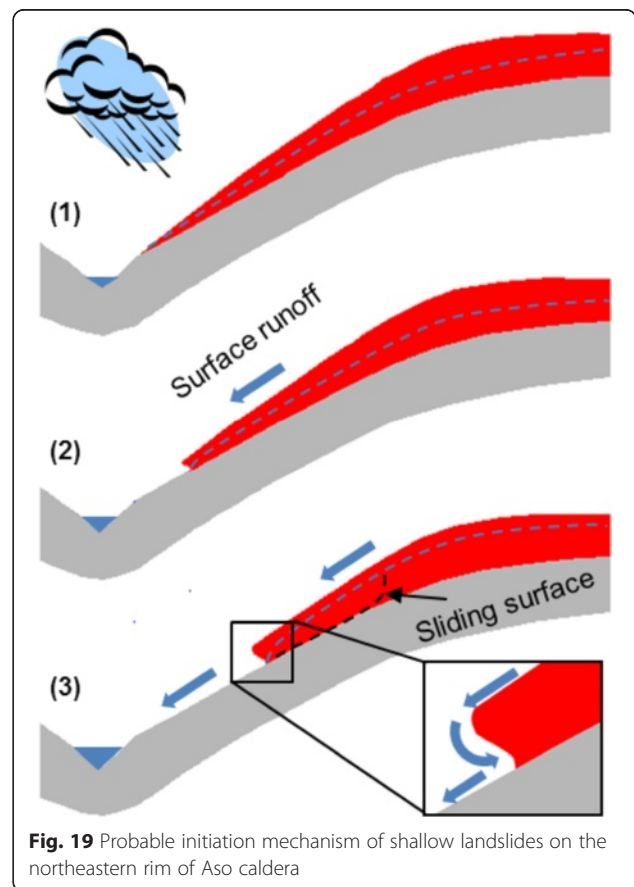 (1)
Surface runoff
(2)
Sliding surface
(3)
Fig. 19 Probable initiation mechanism of shallow landslides on the
northeastern rim of Aso caldera